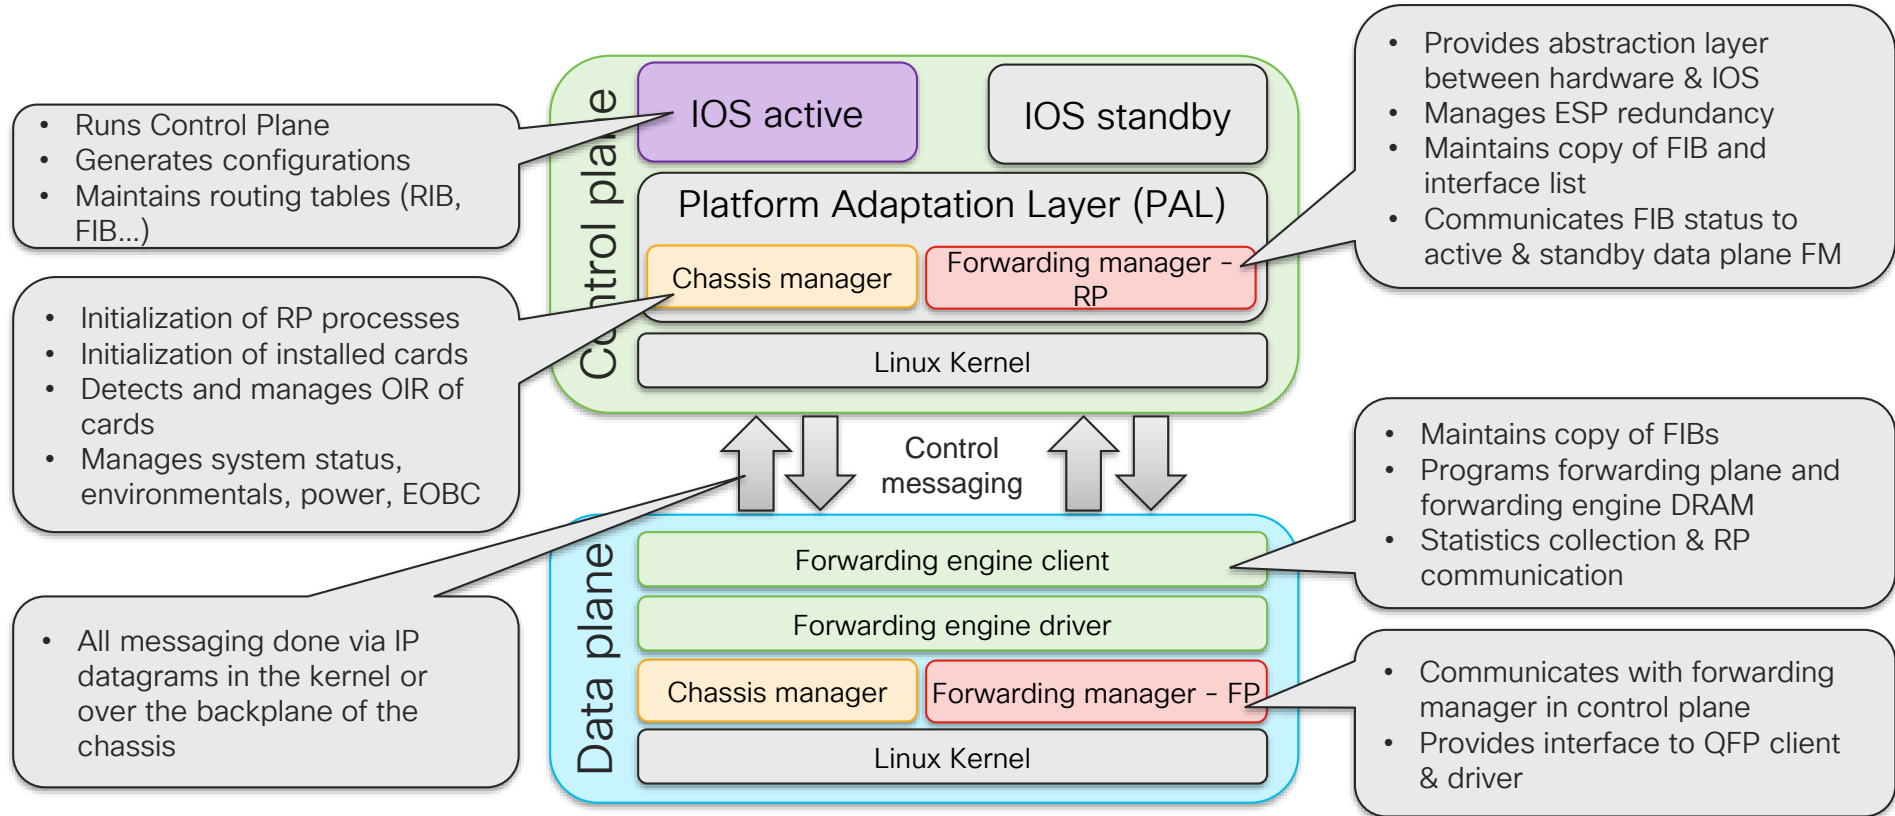 • Runs Control Plane
• Generates configurations
• Maintains routing tables (RIB,
FIB...)
• Initialization of RP processes
• Initialization of installed cards
• Detects and manages OIR of
cards
• Manages system status,
environmentals, power, EOBC
• All messaging done via IP
datagrams in the kernel or
over the backplane of the
chassis
Control plane
IOS active
IOS standby
Platform Adaptation Layer (PAL)
Chassis manager
Forwarding manager -
RP
Linux Kernel
Control
messaging
Data plane
Forwarding engine client
Forwarding engine driver
Chassis manager
Forwarding manager - FP
Linux Kernel
• Provides abstraction layer
between hardware & IOS
• Manages ESP redundancy
• Maintains copy of FIB and
interface list
• Communicates FIB status to
active & standby data plane FM
• Maintains copy of FIBs
• Programs forwarding plane and
forwarding engine DRAM
• Statistics collection & RP
communication
• Communicates with forwarding
manager in control plane
• Provides interface to QFP client
& driver